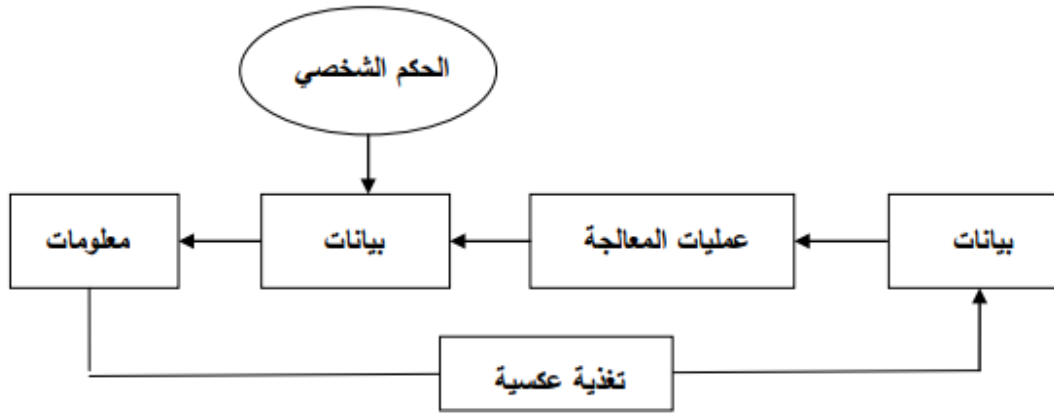 الحكم الشخصي
بيانات
عمليات المعالجة
بيانات
معلومات
تغذية عكسية